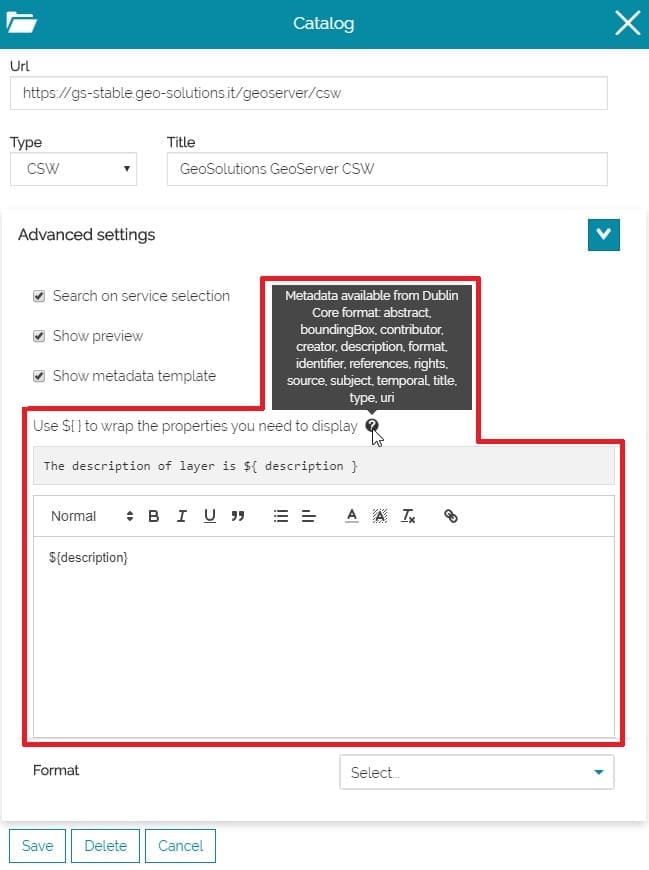 Catalog
Url
https://gs-stable.geo-solutions.it/geoserver/csw
Type
Title
CSW
GeoSolutions GeoServer CSW
Advanced settings
Search on service selection
Show preview
Show metadata template
Metadata available from Dublin
Core format: abstract,
boundingBox, contributor,
creator, description, format,
identifier, references, rights,
source, subject, temporal, title,
type, uri
Use ${ } to wrap the properties you need to display
The description of layer is ${ description }
Normal
${description}
Format
Select...
Save
Delete
Cancel